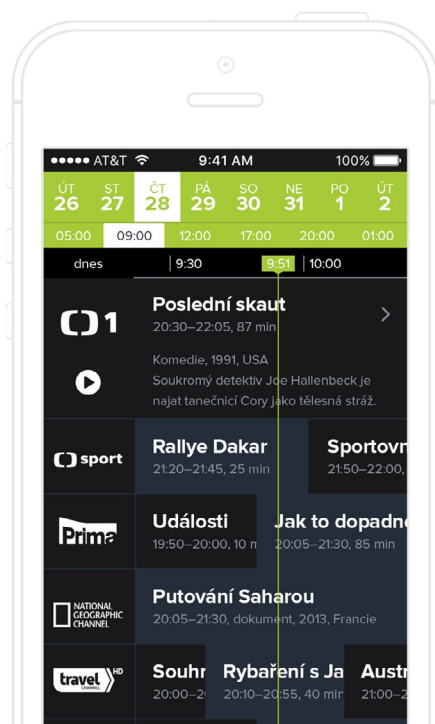 AT&T 9:41 AM 100%
ÚT ST ČT PÁ SO NE PO ÚT
26 27 28 29 30 31 1 2
05:00 09:00 12:00 17:00 20:00 01:00
dnes 9:30 9:51 10:00
1
Poslední skaut
20:30–22:05, 87 min
Komedie, 1991, USA
Soukromý detektiv Joe Hallenbeck je
najat tanečnicí Cory jako tělesná stráž.
sport
Rallye Dakar
21:20–21:45, 25 min
Sportovn
21:50–22:00,
Prima
Události
19:50–20:00, 10 m
Jak to dopadne
20:05–21:30, 85 min
NATIONAL
GEOGRAPHIC
CHANNEL
Putování Saharou
20:05–21:30, dokument, 2013, Francie
travel HD
CHANNEL
Souhr
20:00–2
Rybaření s Ja
20:10–20:55, 40 mir
Austr
21:00–2